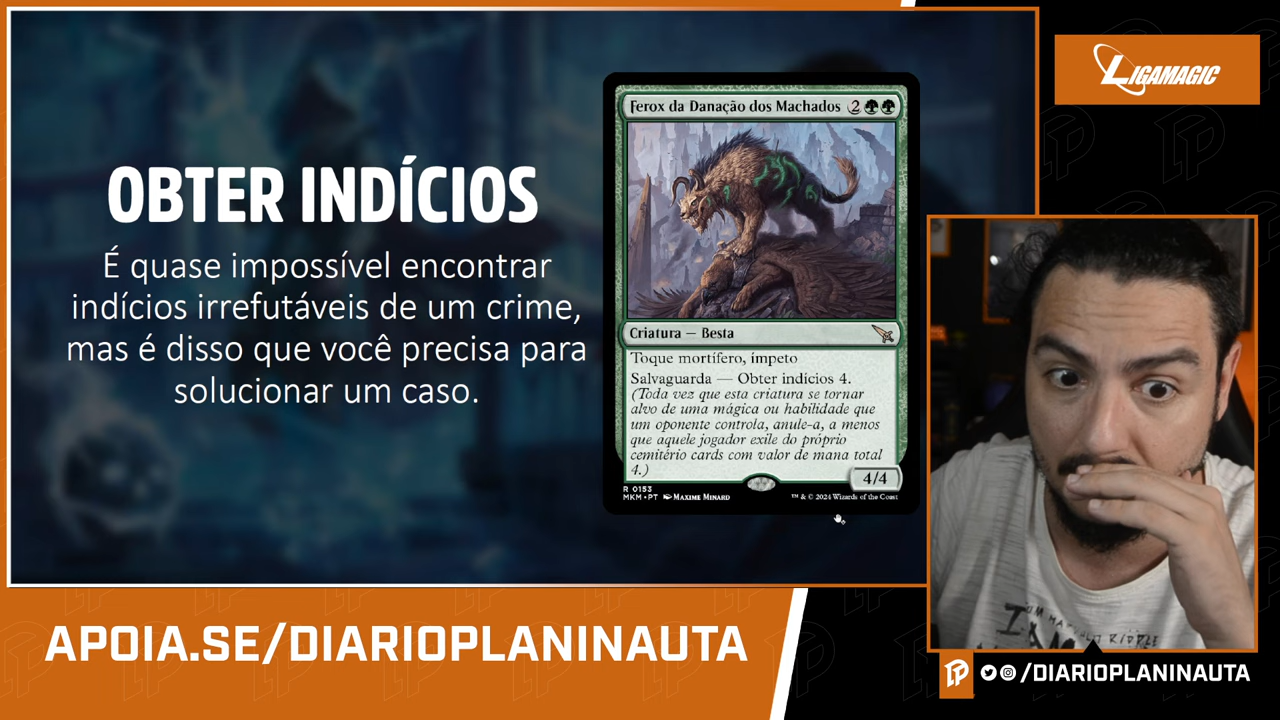 LIGAMAGIC
OBTER INDÍCIOS
É quase impossível encontrar
indícios irrefutáveis de um crime,
mas é disso que você precisa para
solucionar um caso.
Ferox da Danação dos Machados 2
Criatura — Besta
Toque mortífero, ímpeto
Salvaguarda — Obter indícios 4.
(Toda vez que esta criatura se tornar
alvo de uma mágica ou habilidade que
um oponente controla, anule-a, a menos
que aquele jogador exile do próprio
cemitério cards com valor de mana total
4.)
4/4
R 0153
MKM • PT MAXIME MINARD
™ & © 2024 Wizards of the Coast
APOIA.SE/DIARIOPLANINAUTA
/DIARIOPLANINAUTA